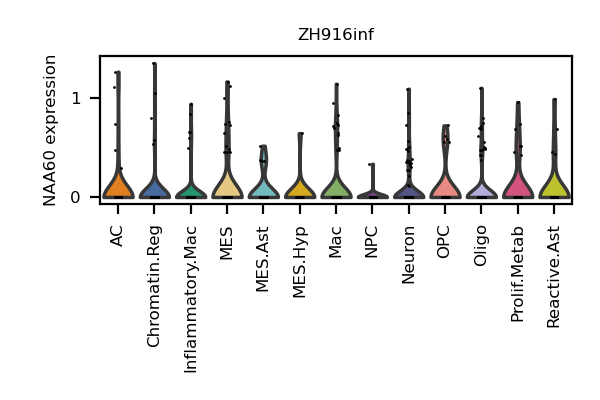 ZH916inf
NAA60 expression
1
0
AC
Chromatin.Reg
Inflammatory.Mac
MES
MES.Ast
MES.Hyp
Mac
NPC
Neuron
OPC
Oligo
Prolif.Metab
Reactive.Ast